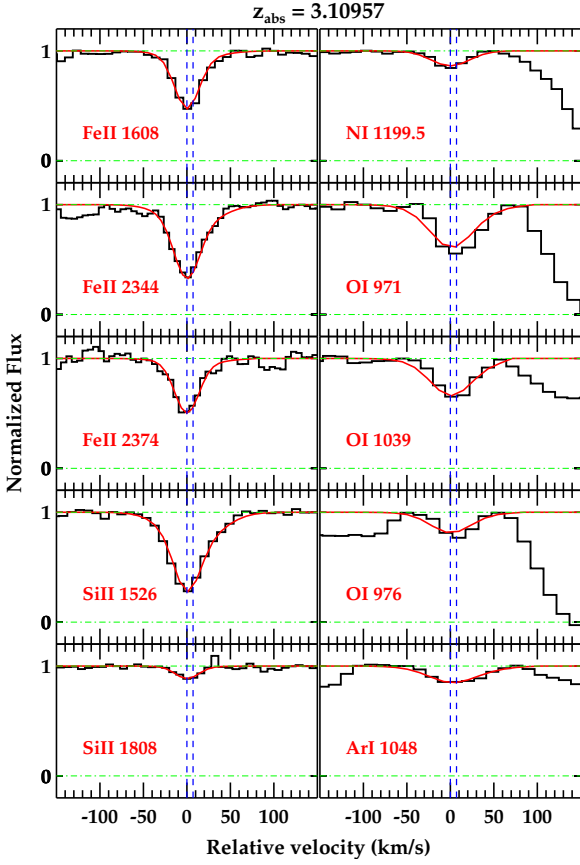 z_abs = 3.10957
Normalized Flux
1
FeII 1608
NI 1199.5
0
1
FeII 2344
OI 971
0
1
FeII 2374
OI 1039
0
1
SiII 1526
OI 976
0
1
SiII 1808
ArI 1048
0
-100 -50 0 50 100 -100 -50 0 50 100
Relative velocity (km/s)